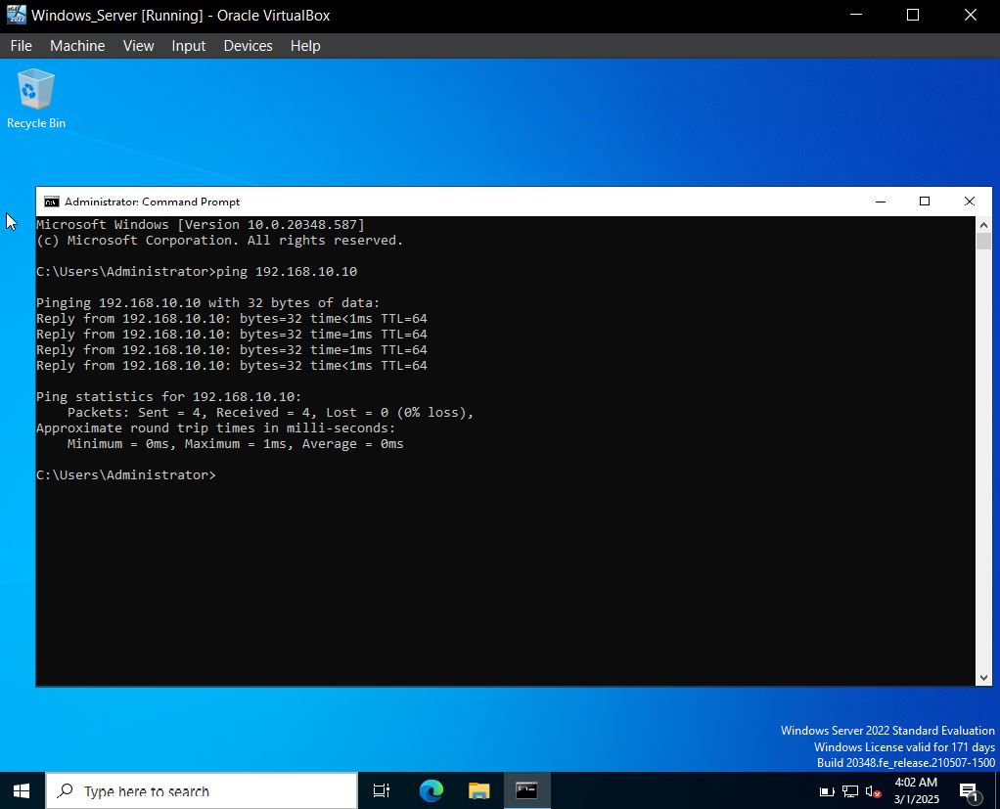 Windows_Server [Running] - Oracle VirtualBox
File Machine View Input Devices Help
Recycle Bin
Administrator: Command Prompt
Microsoft Windows [Version 10.0.20348.587]
(c) Microsoft Corporation. All rights reserved.
C:\Users\Administrator>ping 192.168.10.10
Pinging 192.168.10.10 with 32 bytes of data:
Reply from 192.168.10.10: bytes=32 time<1ms TTL=64
Reply from 192.168.10.10: bytes=32 time=1ms TTL=64
Reply from 192.168.10.10: bytes=32 time=1ms TTL=64
Reply from 192.168.10.10: bytes=32 time<1ms TTL=64
Ping statistics for 192.168.10.10:
Packets: Sent = 4, Received = 4, Lost = 0 (0% loss),
Approximate round trip times in milli-seconds:
Minimum = 0ms, Maximum = 1ms, Average = 0ms
C:\Users\Administrator>
Windows Server 2022 Standard Evaluation
Windows License valid for 171 days
Build 20348.fe_release.210507-1500
Type here to search
4:02 AM
3/1/2025
1